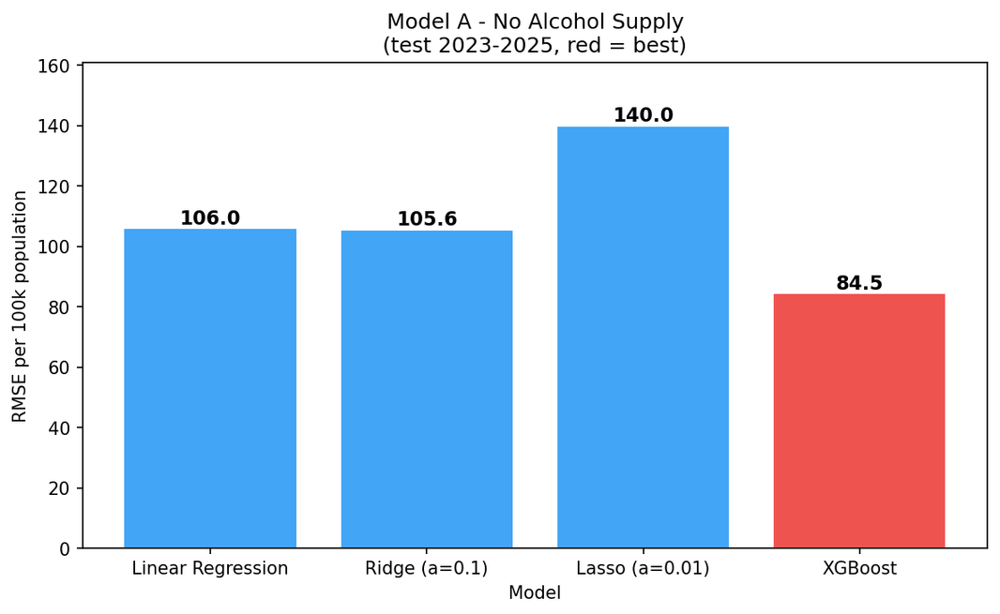 Model A - No Alcohol Supply
(test 2023-2025, red = best)
RMSE per 100k population
160
140
120
100
80
60
40
20
0
106.0
105.6
140.0
84.5
Linear Regression
Ridge (a=0.1)
Lasso (a=0.01)
XGBoost
Model